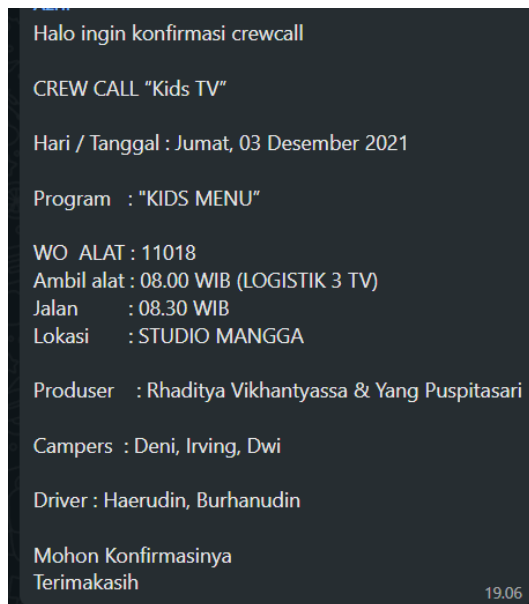 Halo ingin konfirmasi crewcall
CREW CALL "Kids TV"
Hari / Tanggal : Jumat, 03 Desember 2021
Program : "KIDS MENU"
WO ALAT : 11018
Ambil alat : 08.00 WIB (LOGISTIK 3 TV)
Jalan : 08.30 WIB
Lokasi : STUDIO MANGGA
Produser : Rhaditya Vikhantyassa & Yang Puspitasari
Campers : Deni, Irving, Dwi
Driver : Haerudin, Burhanudin
Mohon Konfirmasinya
Terimakasih
19.06